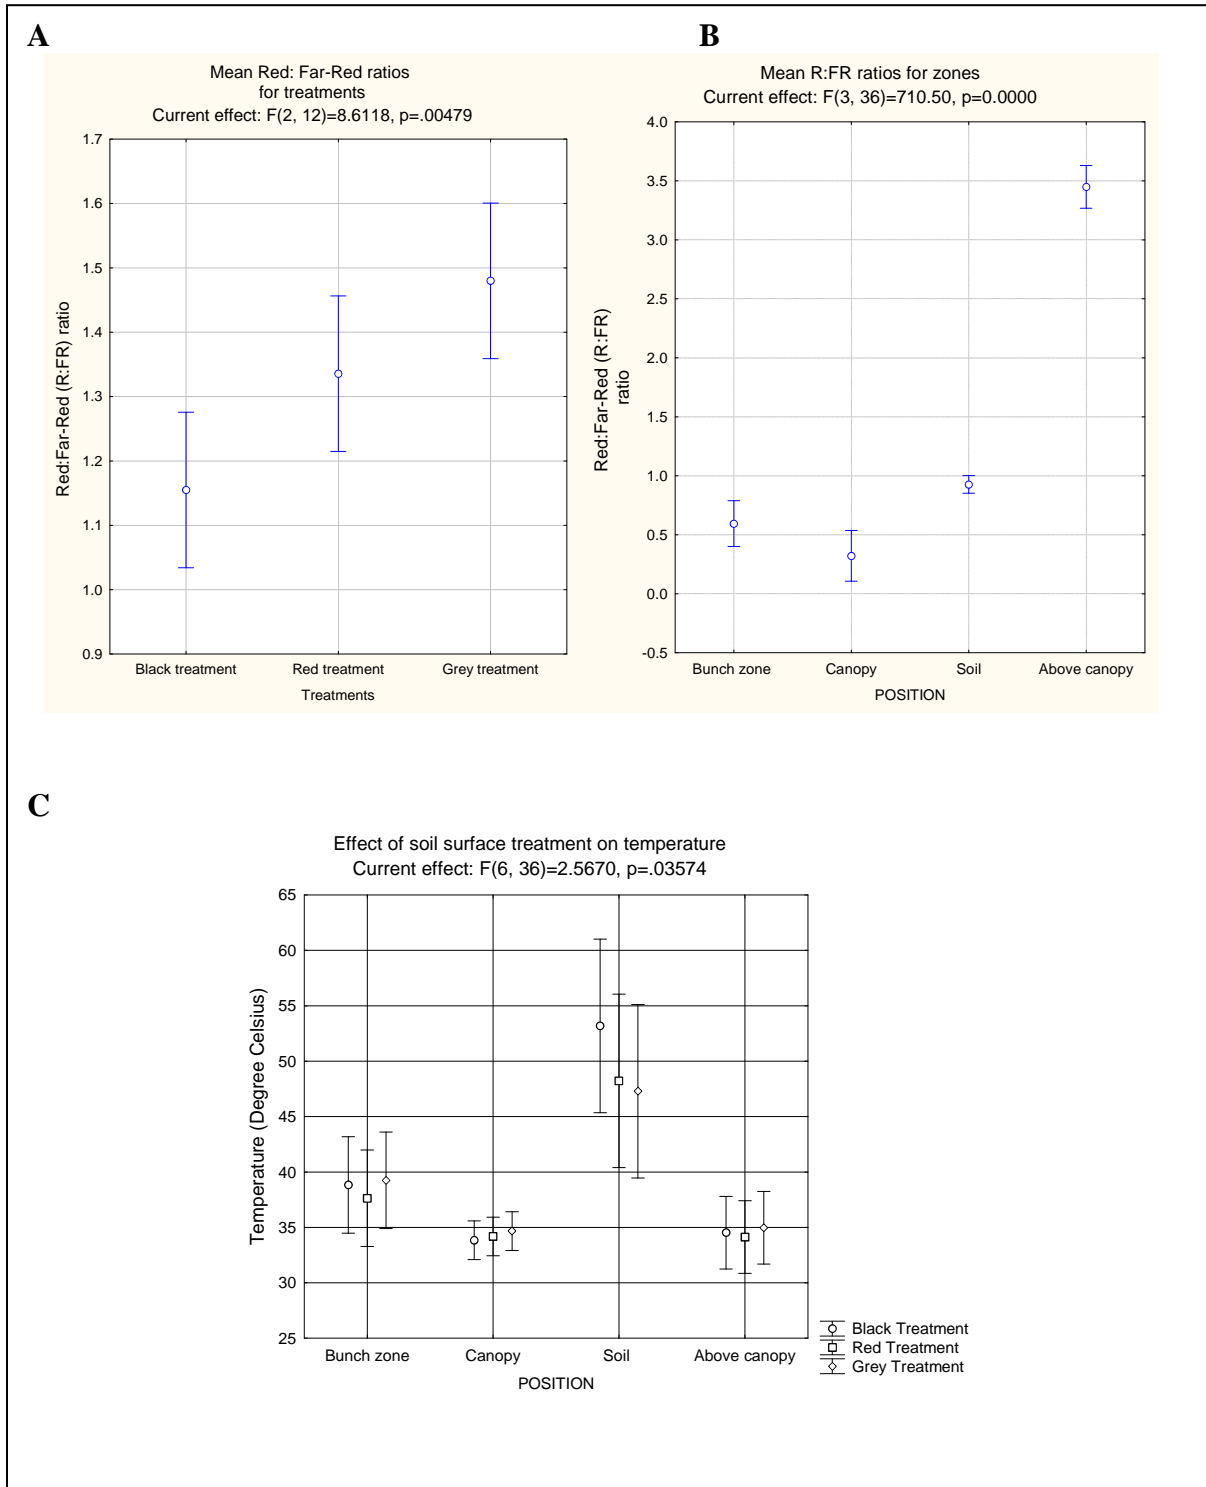 A
Mean Red: Far-Red ratios
for treatments
Current effect: F(2, 12)=8.6118, p=.00479
1.7
1.6
1.5
1.4
1.3
1.2
1.1
1.0
0.9
Red:Far-Red (R:FR) ratio
Black treatment Red treatment Grey treatment
Treatments
B
Mean R:FR ratios for zones
Current effect: F(3, 36)=710.50, p=0.0000
4.0
3.5
3.0
2.5
2.0
1.5
1.0
0.5
0.0
-0.5
Red:Far-Red (R:FR)
ratio
Bunch zone Canopy Soil Above canopy
POSITION
C
Effect of soil surface treatment on temperature
Current effect: F(6, 36)=2.5670, p=.03574
65
60
55
50
45
40
35
30
25
Temperature (Degree Celsius)
Bunch zone Canopy Soil Above canopy
POSITION
Black Treatment
Red Treatment
Grey Treatment